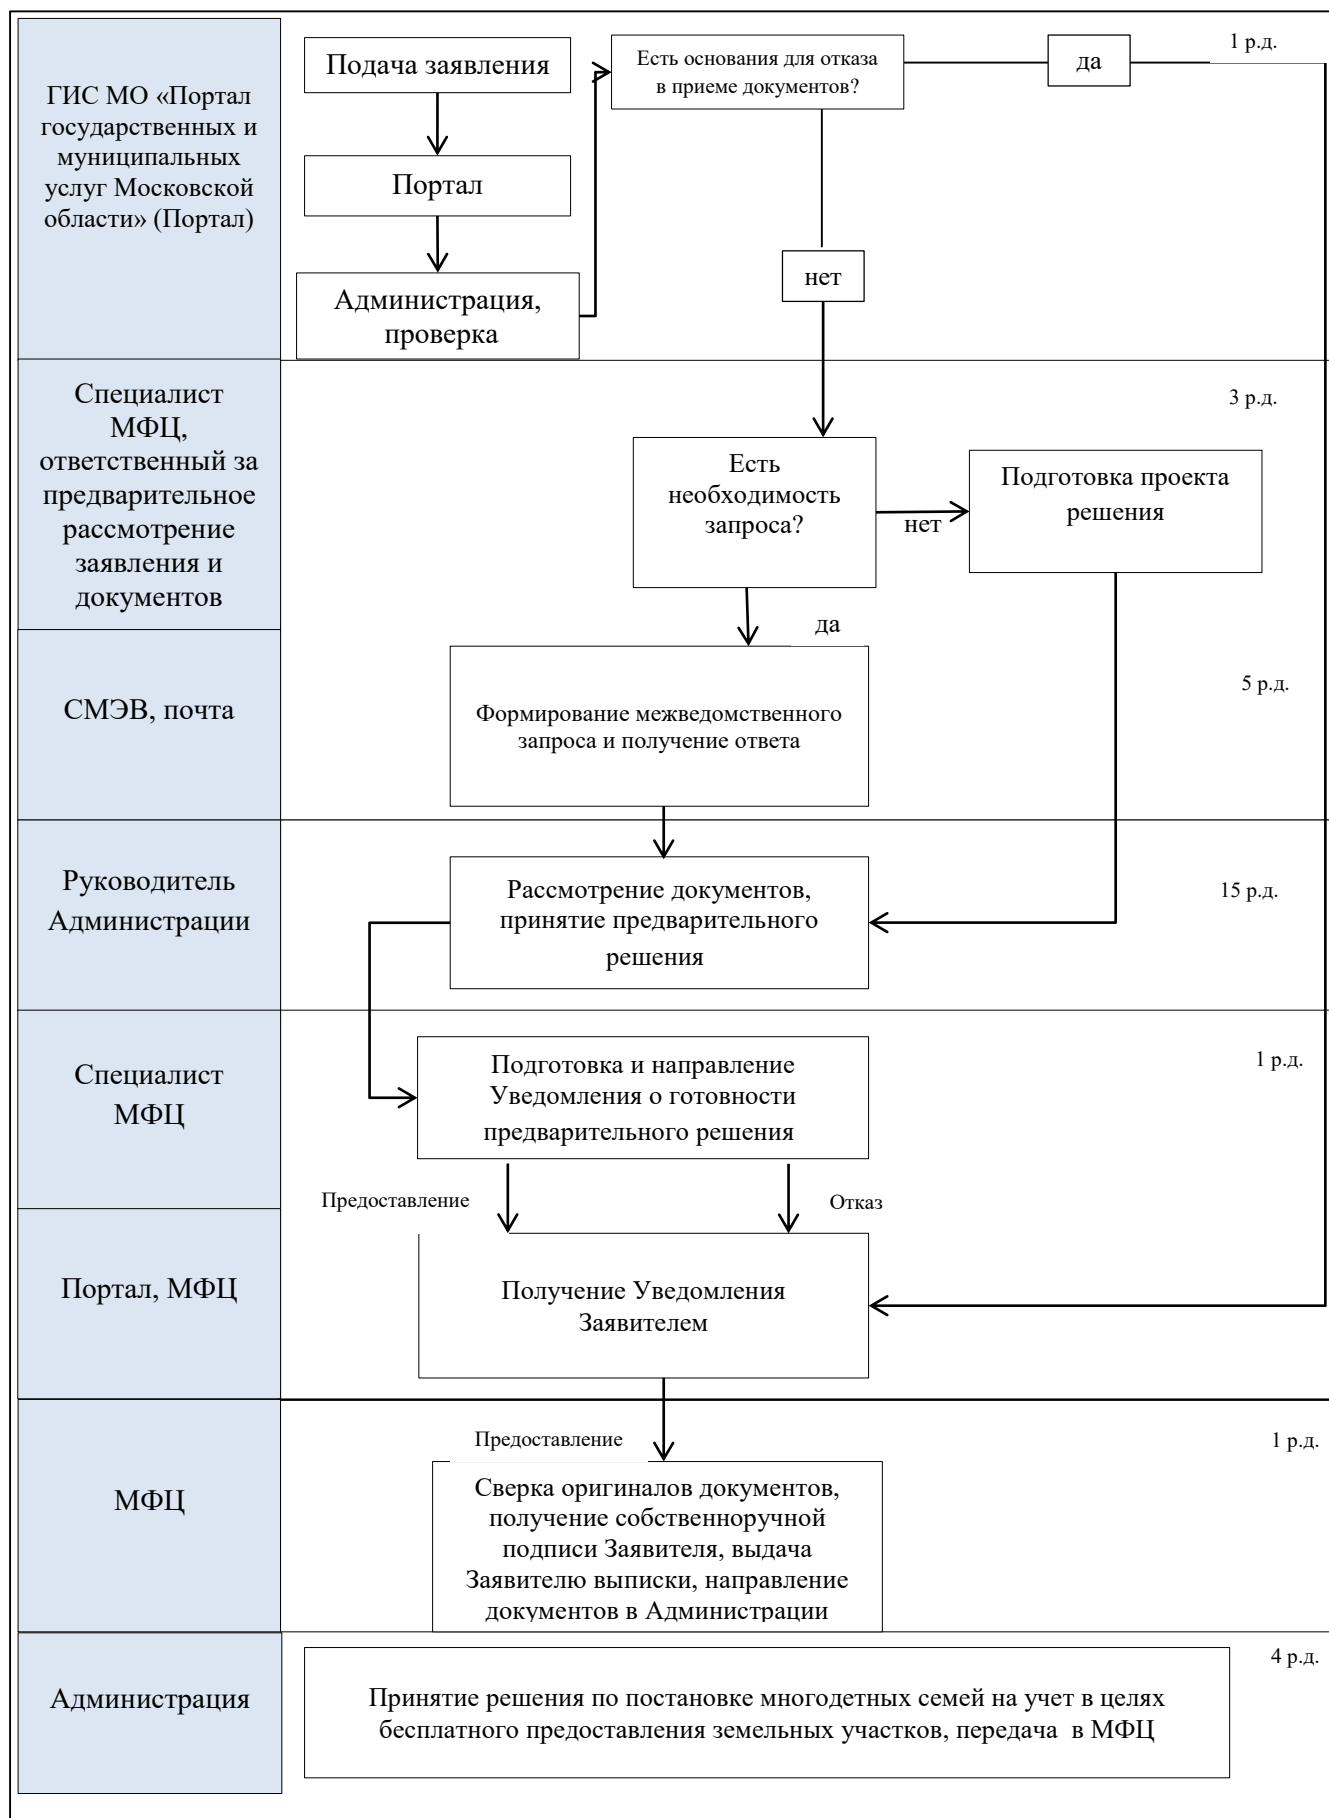 ГИС МО «Портал
государственных и
муниципальных
услуг Московской
области» (Портал)
Подача заявления
Портал
Администрация,
проверка
Есть основания для отказа
в приеме документов?
да
1 р.д.
нет
Специалист
МФЦ,
ответственный за
предварительное
рассмотрение
заявления и
документов
3 р.д.
Есть
необходимость
запроса?
нет
Подготовка проекта
решения
да
СМЭВ, почта
5 р.д.
Формирование межведомственного
запроса и получение ответа
Руководитель
Администрации
15 р.д.
Рассмотрение документов,
принятие предварительного
решения
Специалист
МФЦ
1 р.д.
Подготовка и направление
Уведомления о готовности
предварительного решения
Предоставление
Отказ
Портал, МФЦ
Получение Уведомления
Заявителем
МФЦ
Предоставление
1 р.д.
Сверка оригиналов документов,
получение собственноручной
подписи Заявителя, выдача
Заявителю выписки, направление
документов в Администрации
Администрация
4 р.д.
Принятие решения по постановке многодетных семей на учет в целях
бесплатного предоставления земельных участков, передача в МФЦ